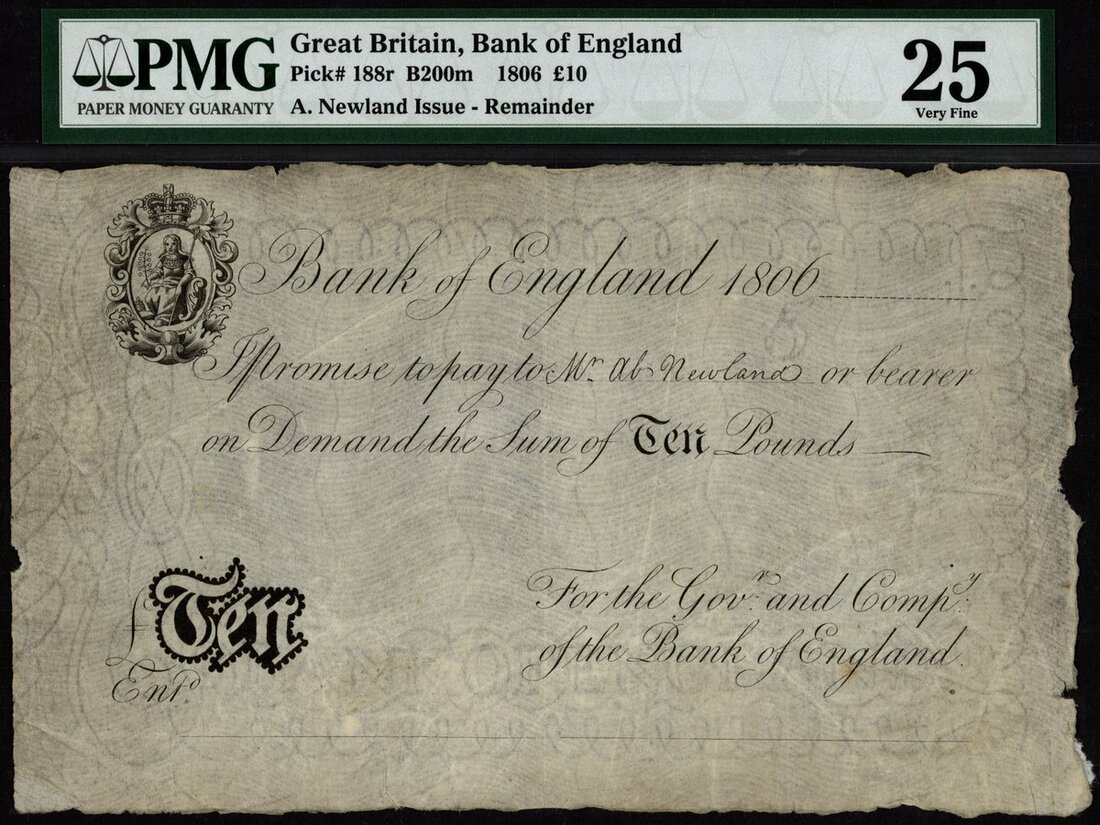 PMG
PAPER MONEY GUARANTY
Great Britain, Bank of England
Pick# 188r B200m 1806 £10
A. Newland Issue - Remainder
25
Very Fine
Bank of England 1806
I Promise to pay to Mr. Ab Newland or bearer
on Demand the Sum of Ten Pounds
For the Govr. and Compy.
of the Bank of England.
£ Ten
Entd.